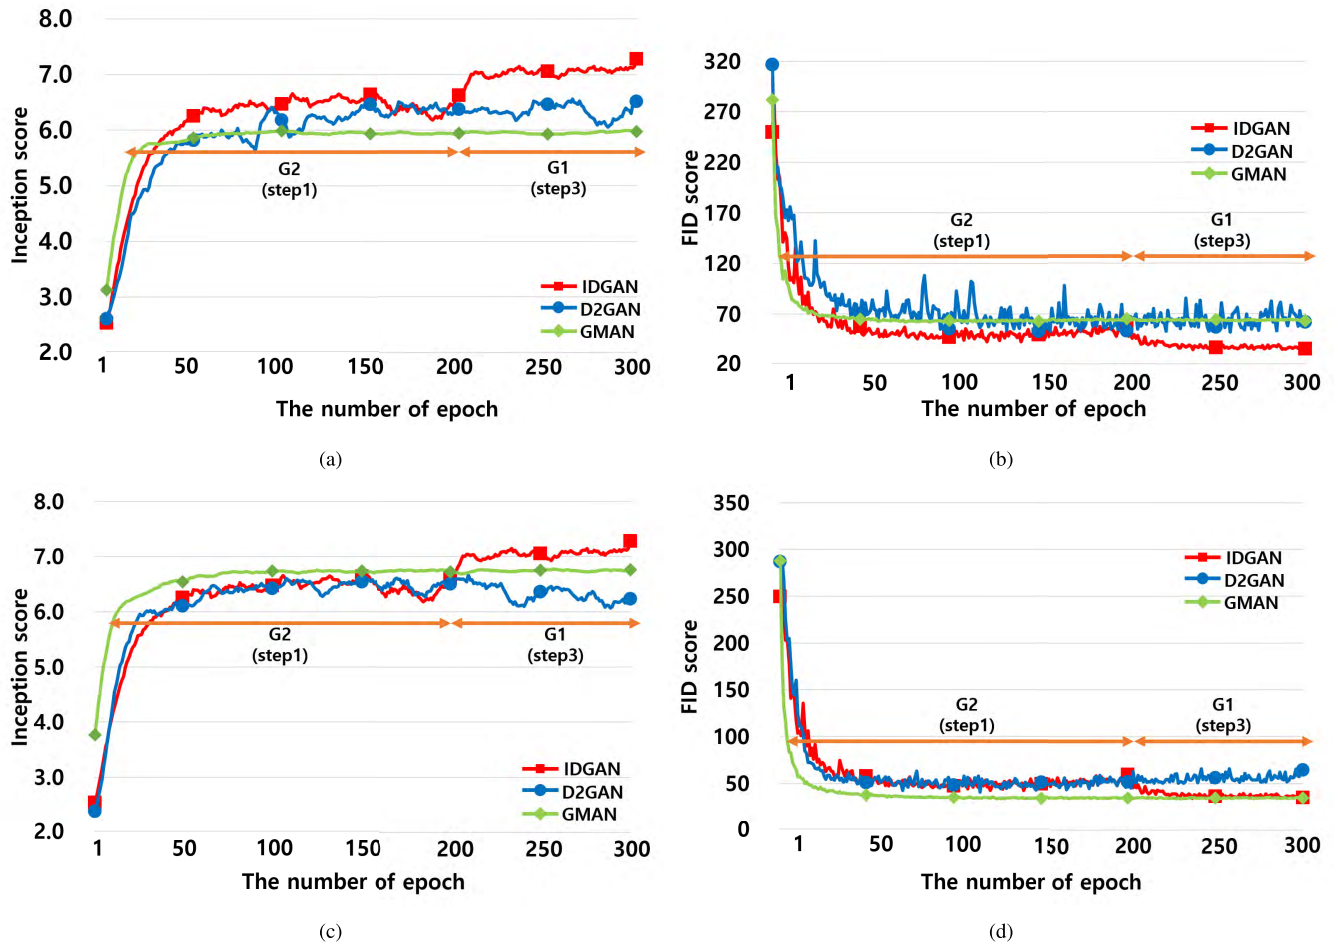 8.0
7.0
6.0
5.0
4.0
3.0
2.0
Inception score
G2
(step1)
G1
(step3)
IDGAN
D2GAN
GMAN
1 50 100 150 200 250 300
The number of epoch
(a)
320
270
220
170
120
70
20
FID score
IDGAN
D2GAN
GMAN
G2
(step1)
G1
(step3)
1 50 100 150 200 250 300
The number of epoch
(b)
8.0
7.0
6.0
5.0
4.0
3.0
2.0
Inception score
G2
(step1)
G1
(step3)
IDGAN
D2GAN
GMAN
1 50 100 150 200 250 300
The number of epoch
(c)
350
300
250
200
150
100
50
0
FID score
IDGAN
D2GAN
GMAN
G2
(step1)
G1
(step3)
1 50 100 150 200 250 300
The number of epoch
(d)